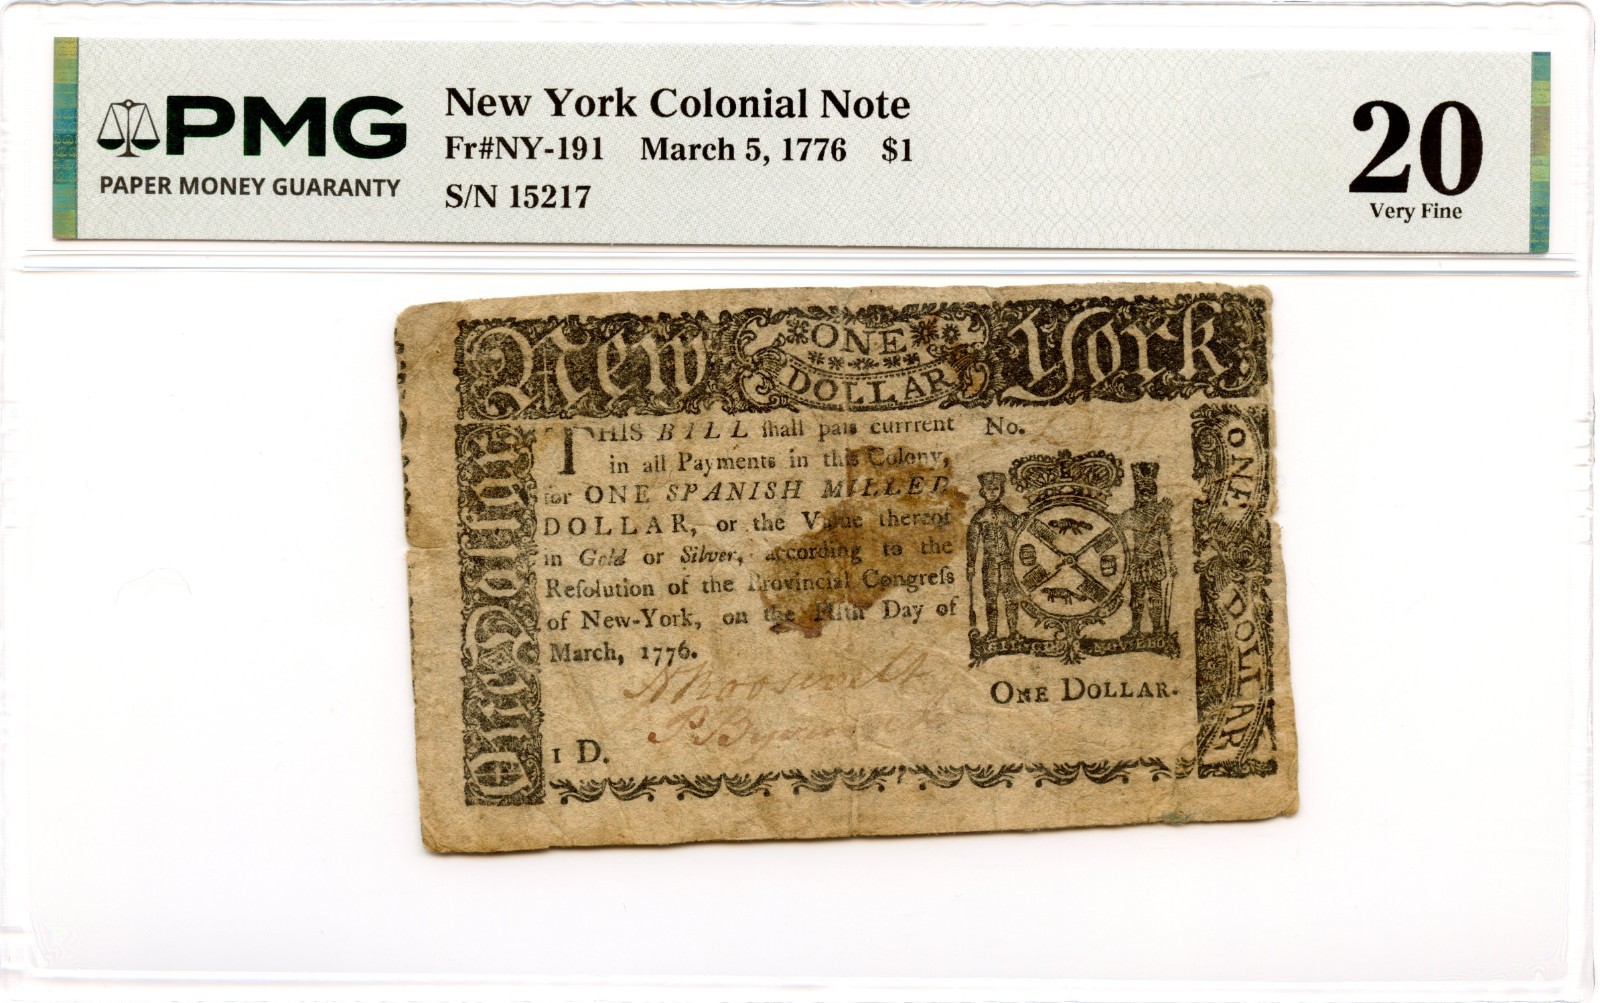 PMG
PAPER MONEY GUARANTY
New York Colonial Note
Fr#NY-191 March 5, 1776 $1
S/N 15217
20
Very Fine
New ONE DOLLAR York
THIS BILL ſhall paſs currrent
in all Payments in this Colony,
for ONE SPANISH MILLED
DOLLAR, or the Value thereof
in Gold or Silver, according to the
Reſolution of the Provincial Congreſs
of New-York, on the Fifth Day of
March, 1776.
No.
ONE DOLLAR.
N Roosevelt
1 D.
One Dollar
ONE DOLLAR